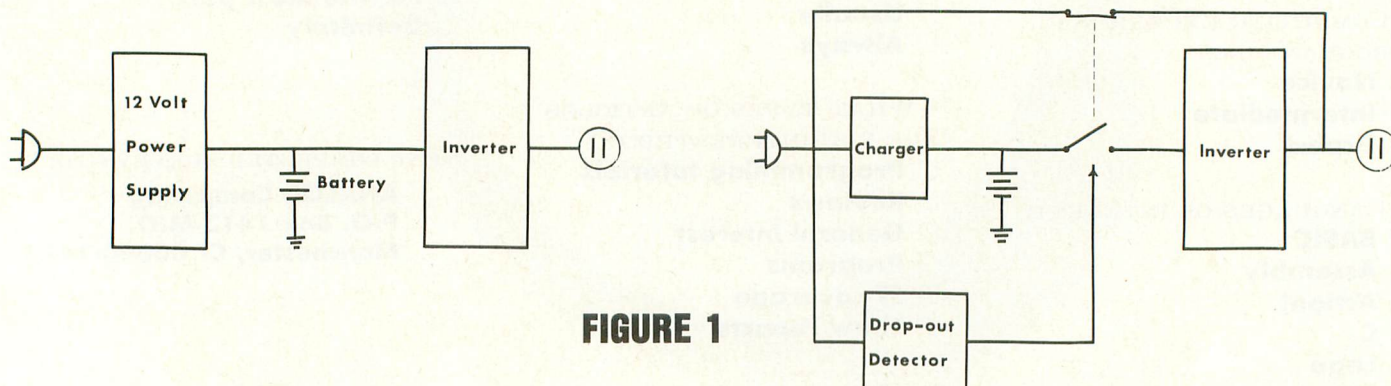 12 Volt
Power
Supply
Battery
Inverter
Charger
Inverter
Drop-out
Detector
FIGURE 1